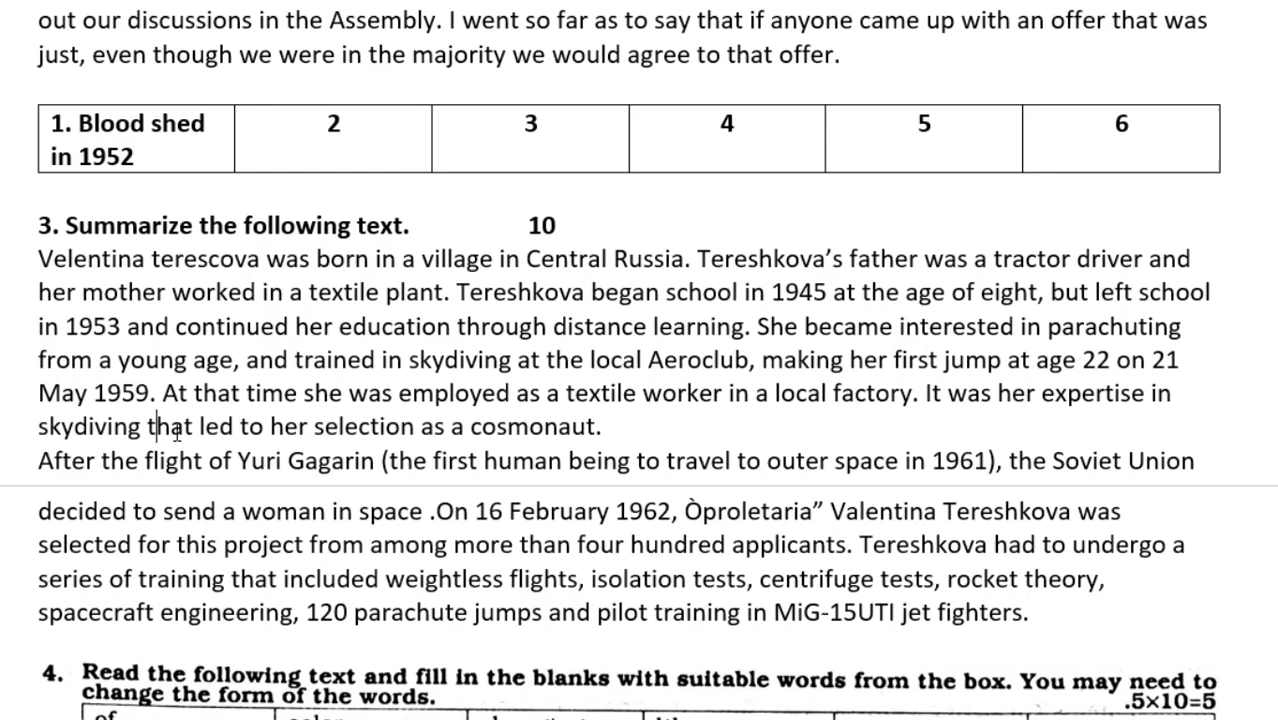 out our discussions in the Assembly. I went so far as to say that if anyone came up with an offer that was
just, even though we were in the majority we would agree to that offer.
1. Blood shed in 1952 2 3 4 5 6
3. Summarize the following text. 10
Velentina terescova was born in a village in Central Russia. Tereshkova’s father was a tractor driver and
her mother worked in a textile plant. Tereshkova began school in 1945 at the age of eight, but left school
in 1953 and continued her education through distance learning. She became interested in parachuting
from a young age, and trained in skydiving at the local Aeroclub, making her first jump at age 22 on 21
May 1959. At that time she was employed as a textile worker in a local factory. It was her expertise in
skydiving that led to her selection as a cosmonaut.
After the flight of Yuri Gagarin (the first human being to travel to outer space in 1961), the Soviet Union
decided to send a woman in space .On 16 February 1962, Òproletaria” Valentina Tereshkova was
selected for this project from among more than four hundred applicants. Tereshkova had to undergo a
series of training that included weightless flights, isolation tests, centrifuge tests, rocket theory,
spacecraft engineering, 120 parachute jumps and pilot training in MiG-15UTI jet fighters.
4. Read the following text and fill in the blanks with suitable words from the box. You may need to
change the form of the words. .5×10=5